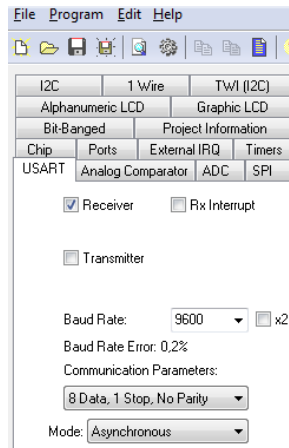 File Program Edit Help
I2C 1 Wire TWI (I2C)
Alphanumeric LCD Graphic LCD
Bit-Banged Project Information
Chip Ports External IRQ Timers
USART Analog Comparator ADC SPI
Receiver Rx Interrupt
Transmitter
Baud Rate: 9600 x2
Baud Rate Error: 0,2%
Communication Parameters:
8 Data, 1 Stop, No Parity
Mode: Asynchronous